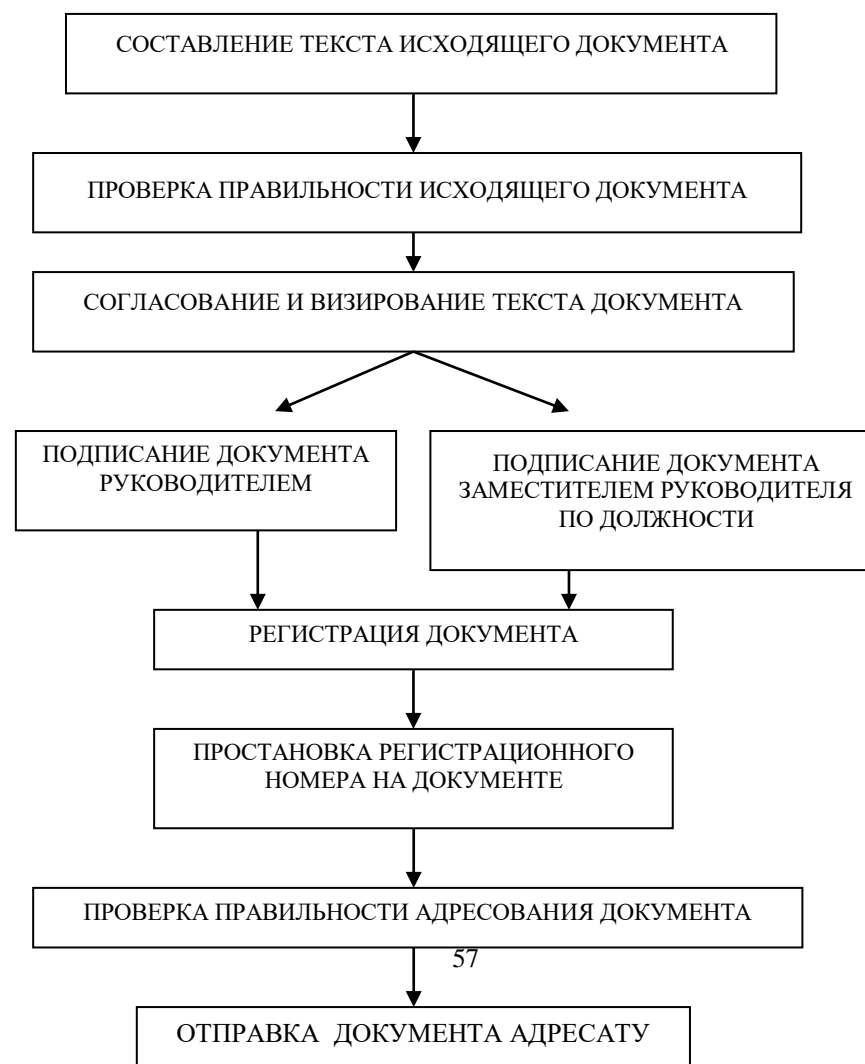 СОСТАВЛЕНИЕ ТЕКСТА ИСХОДЯЩЕГО ДОКУМЕНТА
ПРОВЕРКА ПРАВИЛЬНОСТИ ИСХОДЯЩЕГО ДОКУМЕНТА
СОГЛАСОВАНИЕ И ВИЗИРОВАНИЕ ТЕКСТА ДОКУМЕНТА
ПОДПИСАНИЕ ДОКУМЕНТА
РУКОВОДИТЕЛЕМ
ПОДПИСАНИЕ ДОКУМЕНТА
ЗАМЕСТИТЕЛЕМ РУКОВОДИТЕЛЯ
ПО ДОЛЖНОСТИ
РЕГИСТРАЦИЯ ДОКУМЕНТА
ПРОСТАНОВКА РЕГИСТРАЦИОННОГО
НОМЕРА НА ДОКУМЕНТЕ
ПРОВЕРКА ПРАВИЛЬНОСТИ АДРЕСОВАНИЯ ДОКУМЕНТА
57
ОТПРАВКА ДОКУМЕНТА АДРЕСАТУ